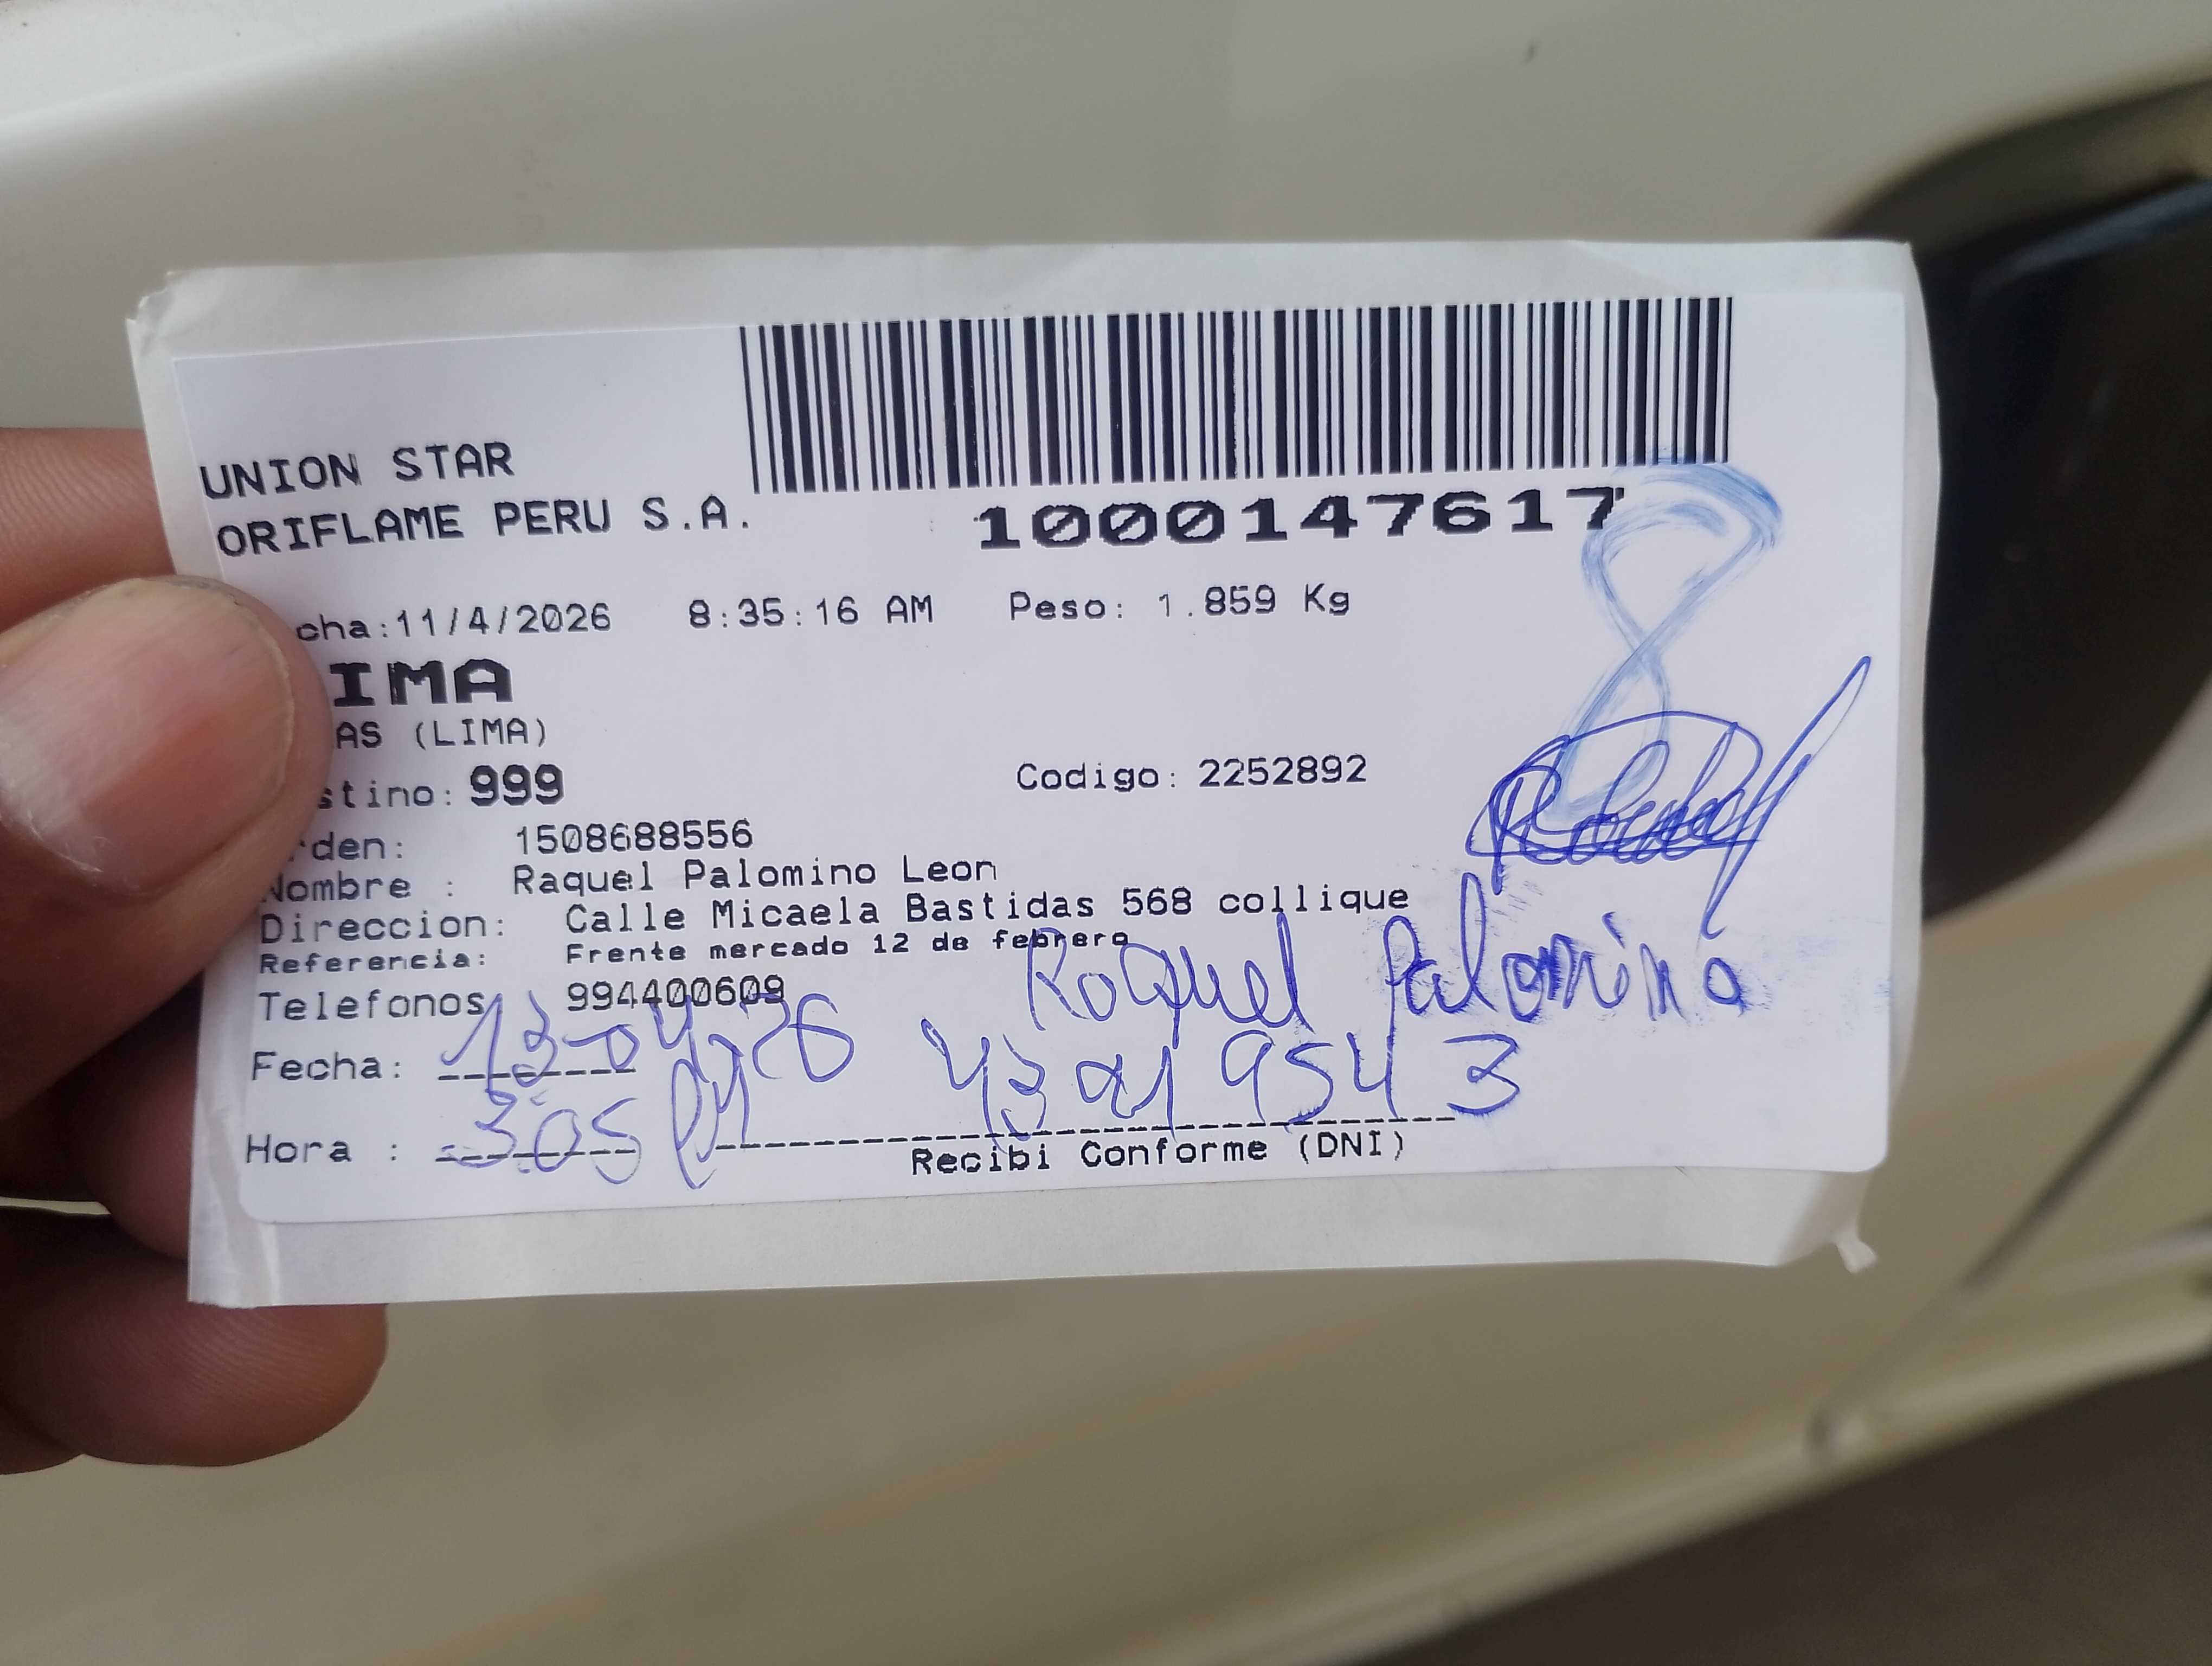 UNION STAR
ORIFLAME PERU S.A.
1000147617
cha:11/4/2026 8:35:16 AM Peso: 1.859 Kg
IMA
AS (LIMA)
stino: 999 Codigo: 2252892
rden: 1508688556
Nombre : Raquel Palomino Leon
Direccion: Calle Micaela Bastidas 568 collique
Referencia: Frente mercado 12 de febrero
Telefonos 994400609
8
Raquel Palomino
Fecha: 13-04-26
Hora : 3:05 PM
Recibi Conforme (DNI)